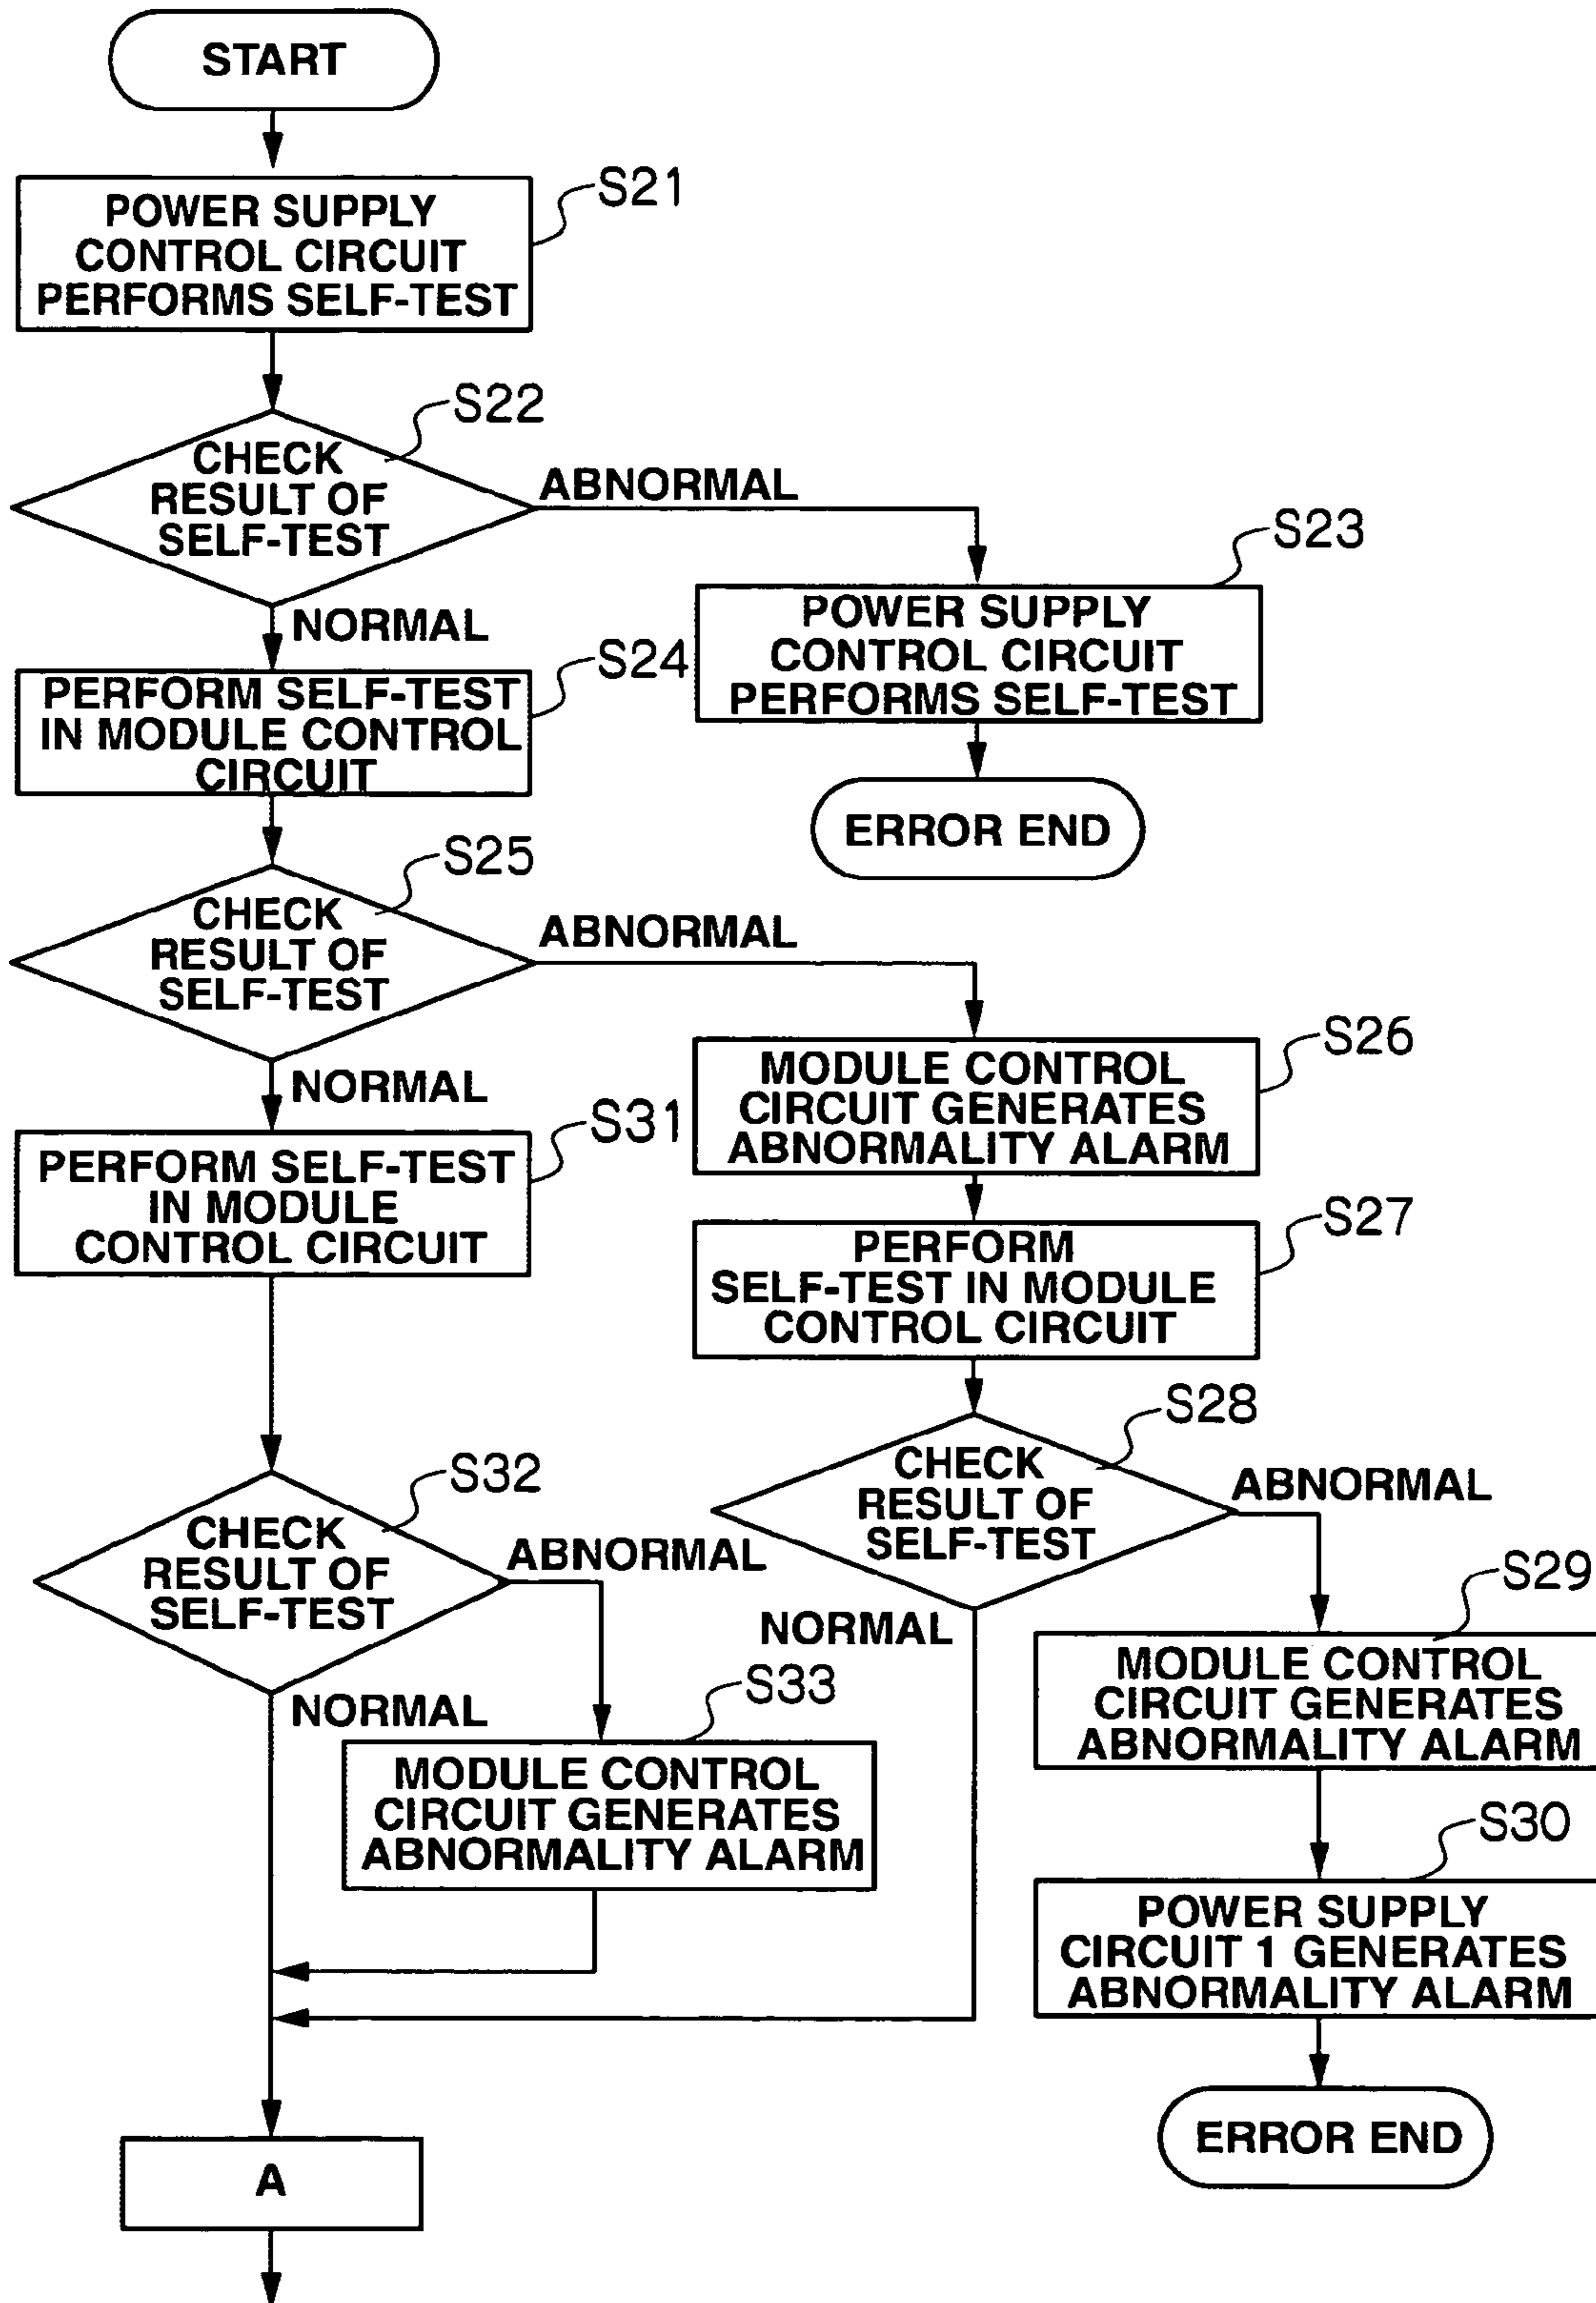 START
S21
POWER SUPPLY
CONTROL CIRCUIT
PERFORMS SELF-TEST
S22
CHECK
RESULT OF
SELF-TEST
ABNORMAL
NORMAL
S23
POWER SUPPLY
CONTROL CIRCUIT
PERFORMS SELF-TEST
ERROR END
S24
PERFORM SELF-TEST
IN MODULE CONTROL
CIRCUIT
S25
CHECK
RESULT OF
SELF-TEST
ABNORMAL
NORMAL
S26
MODULE CONTROL
CIRCUIT GENERATES
ABNORMALITY ALARM
S27
PERFORM
SELF-TEST IN MODULE
CONTROL CIRCUIT
S28
CHECK
RESULT OF
SELF-TEST
ABNORMAL
NORMAL
S29
MODULE CONTROL
CIRCUIT GENERATES
ABNORMALITY ALARM
S30
POWER SUPPLY
CIRCUIT 1 GENERATES
ABNORMALITY ALARM
ERROR END
S31
PERFORM SELF-TEST
IN MODULE
CONTROL CIRCUIT
S32
CHECK
RESULT OF
SELF-TEST
ABNORMAL
NORMAL
S33
MODULE CONTROL
CIRCUIT GENERATES
ABNORMALITY ALARM
A